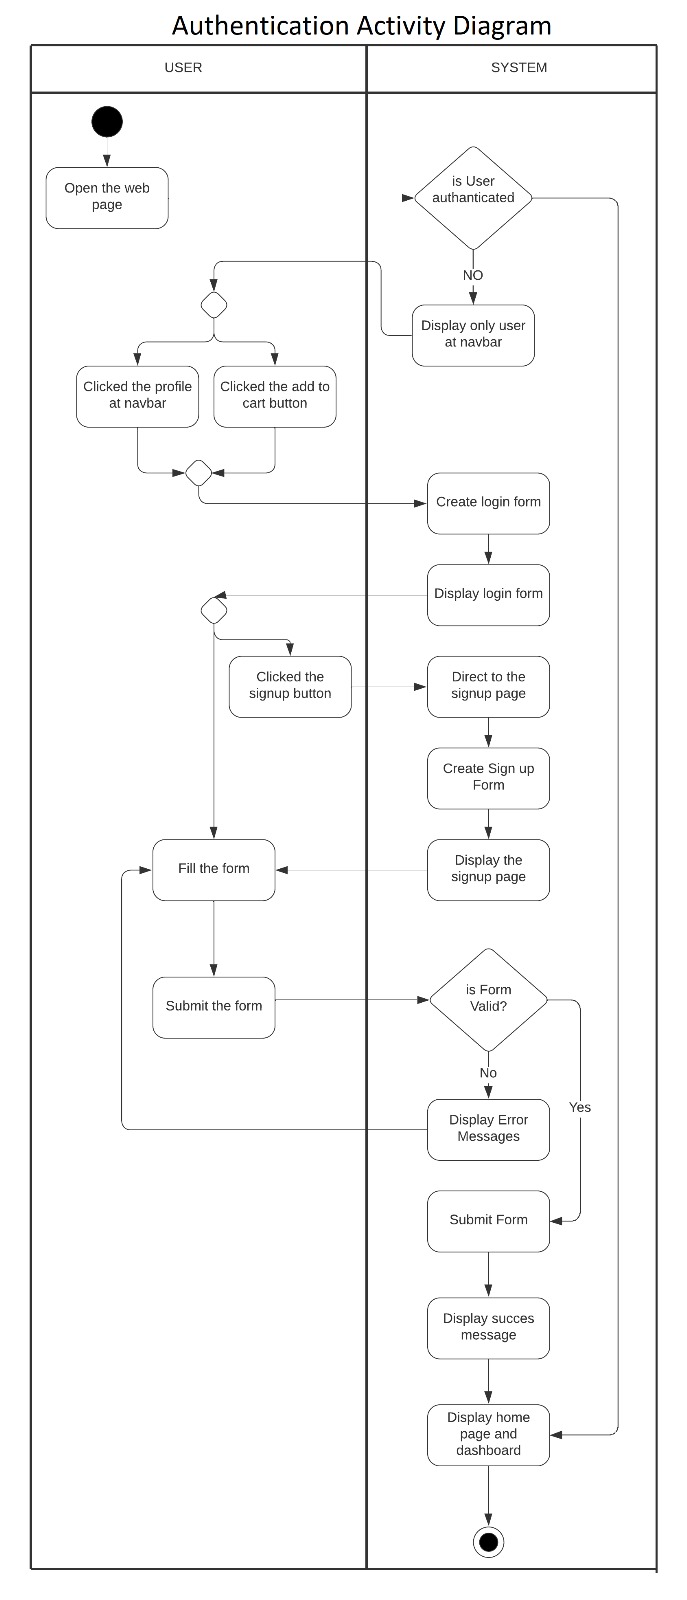 Authentication Activity Diagram
USER
SYSTEM
Open the web
page
is User
authanticated
NO
Display only user
at navbar
Clicked the profile
at navbar
Clicked the add to
cart button
Create login form
Display login form
Clicked the
signup button
Direct to the
signup page
Create Sign up
Form
Fill the form
Display the
signup page
Submit the form
is Form
Valid?
No
Yes
Display Error
Messages
Submit Form
Display succes
message
Display home
page and
dashboard